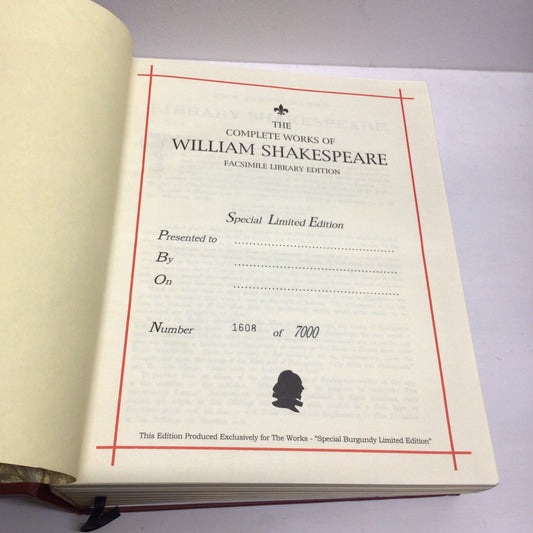 THE
COMPLETE WORKS OF
WILLIAM SHAKESPEARE
FACSIMILE LIBRARY EDITION
Special Limited Edition
Presented to
By
On
Number 1608 of 7000
This Edition Produced Exclusively for The Works - "Special Burgundy Limited Edition"